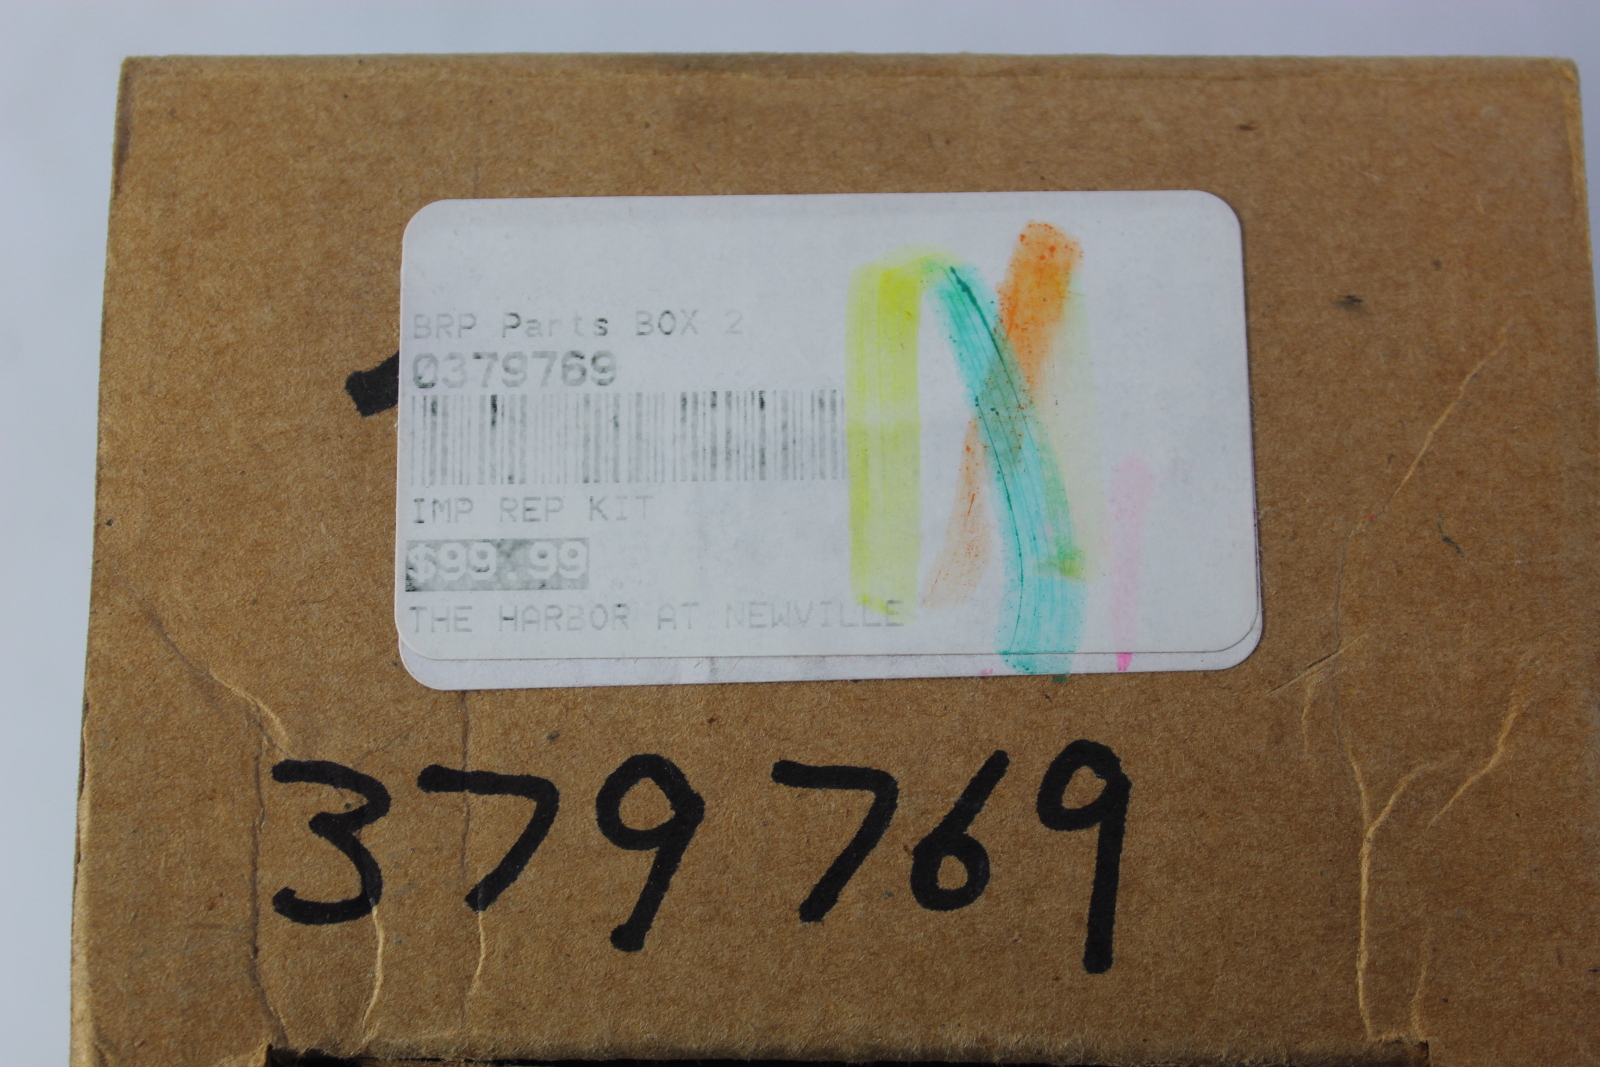 BRP Parts BOX 2
0379769
IMP REP KIT
$99.99
THE HARBOR AT NEWVILLE
379769